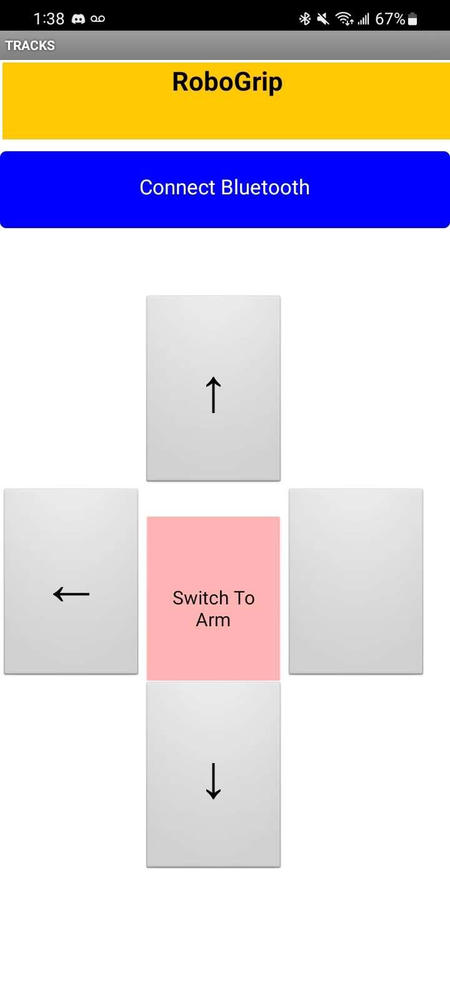 1:38 67%
TRACKS
RoboGrip
Connect Bluetooth
↑
←
Switch To
Arm
↓